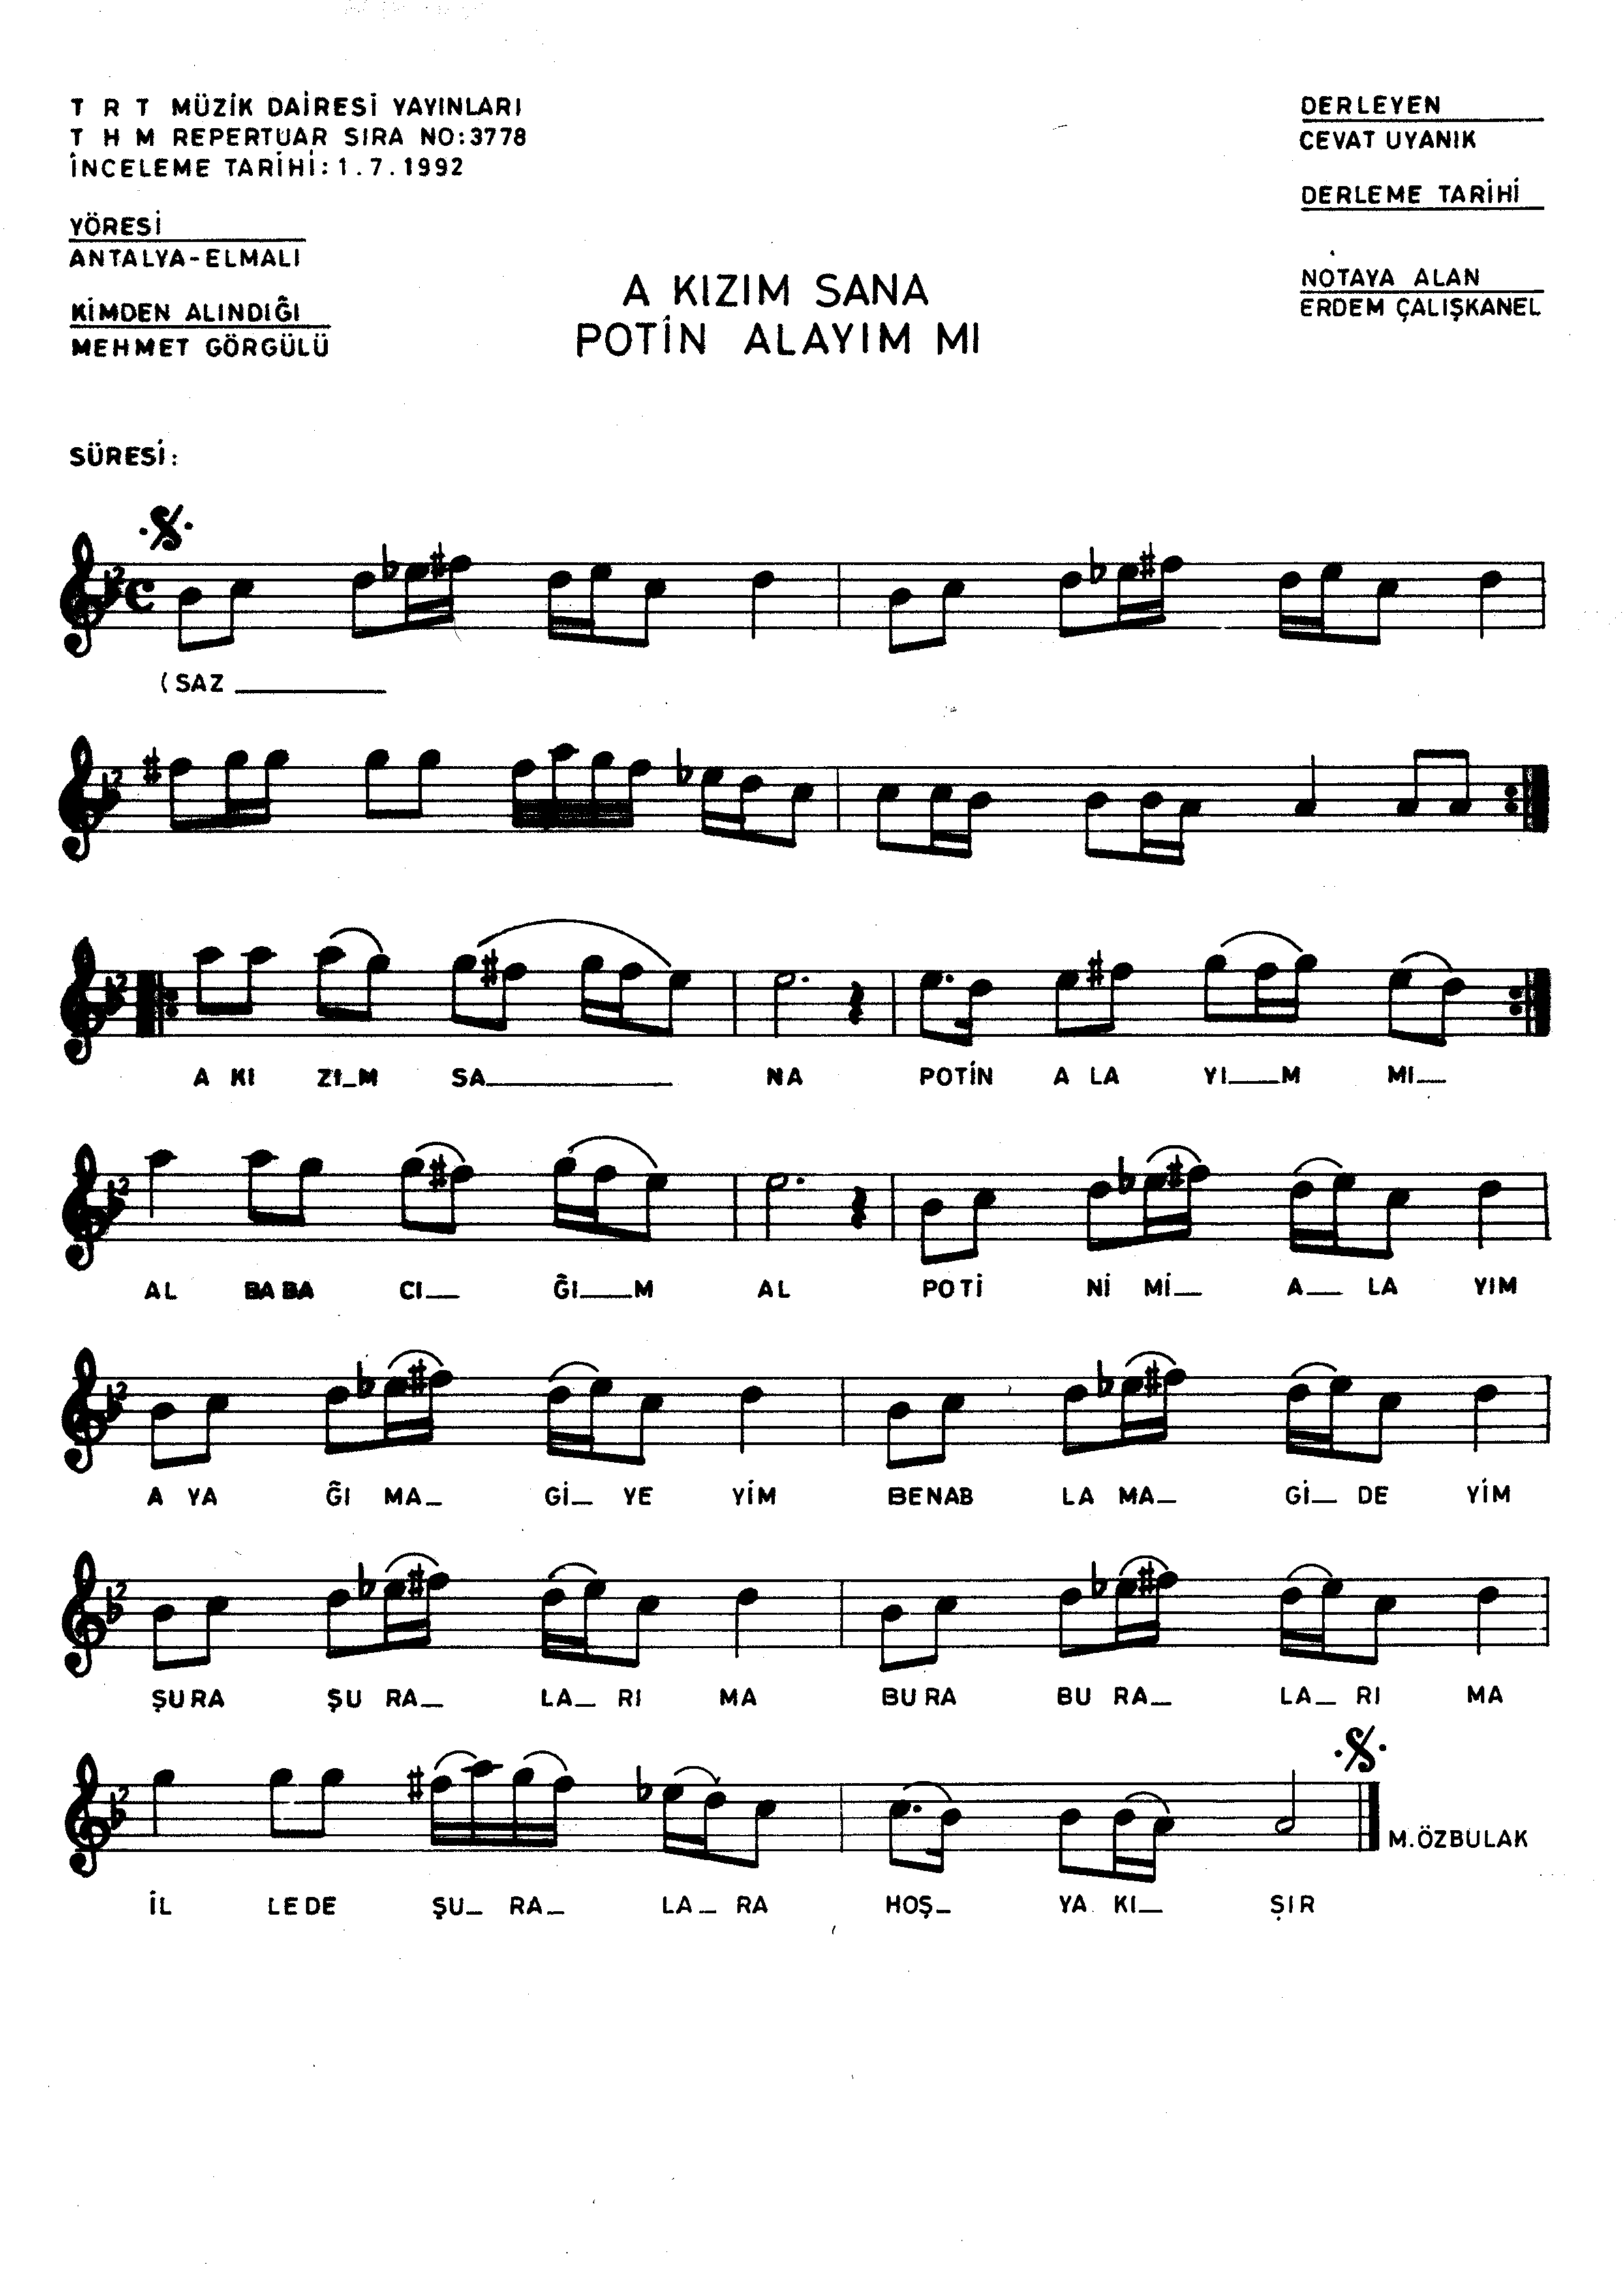 T R T MÜZİK DAİRESİ YAYINLARI
T H M REPERTUAR SIRA NO:3778
İNCELEME TARİHİ:1.7.1992
YÖRESİ
ANTALYA-ELMALI
KİMDEN ALINDIĞI
MEHMET GÖRGÜLÜ
DERLEYEN
CEVAT UYANIK
DERLEME TARİHİ
NOTAYA ALAN
ERDEM ÇALIŞKANEL
A KIZIM SANA
POTİN ALAYIM MI
SÜRESİ:
(SAZ
A KI ZI_M SA_ NA POTİN A LA YI_M MI_
AL BABA CI_ ĞI_M AL POTİ Nİ Mİ_ A_ LA YIM
A YA ĞI MA_ Gİ_ YE YİM BENAB LA MA_ Gİ_ DE YİM
ŞURA ŞU RA_ LA_ RI MA BURA BU RA_ LA_ RI MA
M.ÖZBULAK
İL LEDE ŞU_ RA_ LA_ RA HOŞ_ YA KI_ ŞIR